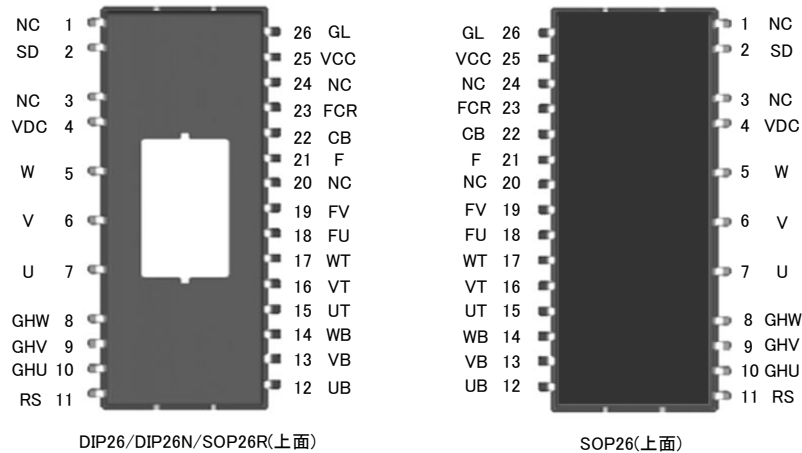 NC 1
SD 2
NC 3
VDC 4
W 5
V 6
U 7
GHW 8
GHV 9
GHU 10
RS 11
26 GL
25 VCC
24 NC
23 FCR
22 CB
21 F
20 NC
19 FV
18 FU
17 WT
16 VT
15 UT
14 WB
13 VB
12 UB
DIP26/DIP26N/SOP26R(上面)
GL 26
VCC 25
NC 24
FCR 23
CB 22
F 21
NC 20
FV 19
FU 18
WT 17
VT 16
UT 15
WB 14
VB 13
UB 12
1 NC
2 SD
3 NC
4 VDC
5 W
6 V
7 U
8 GHW
9 GHV
10 GHU
11 RS
SOP26(上面)